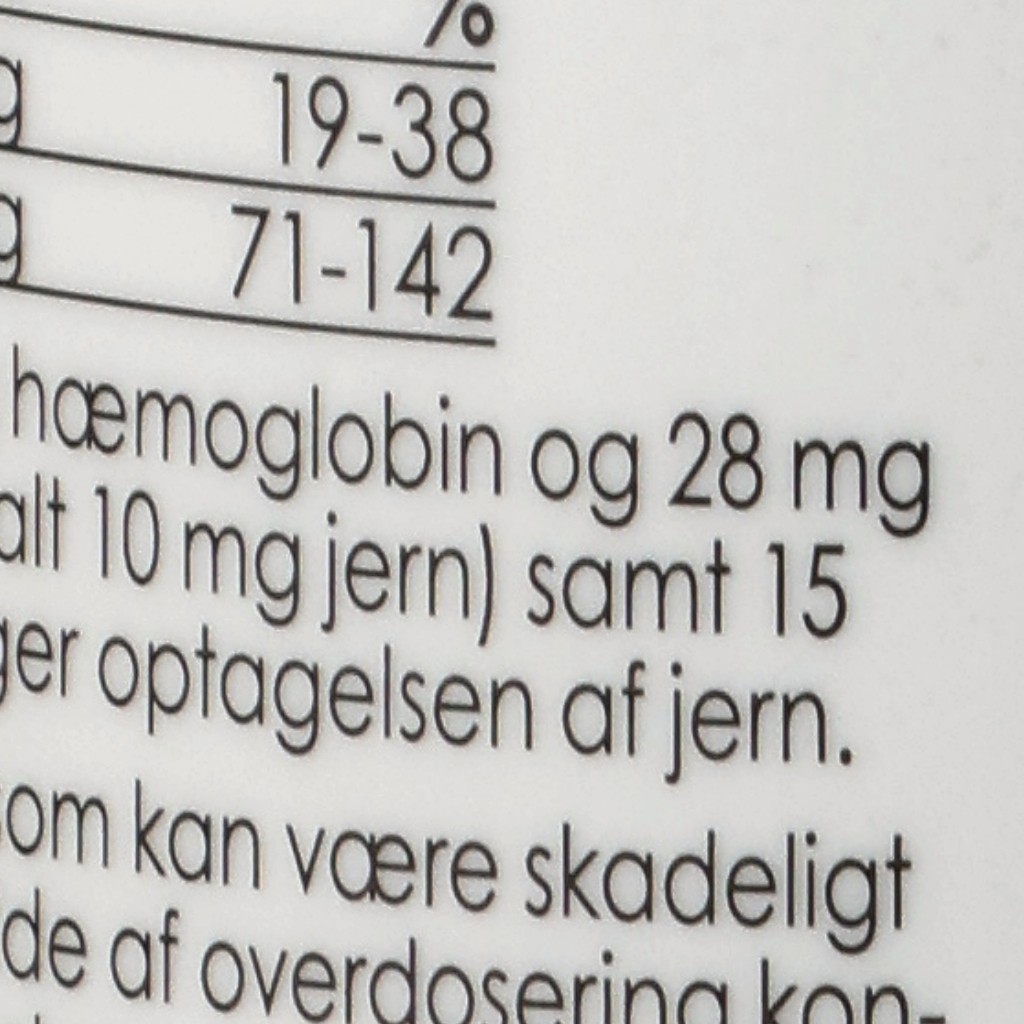 %
g 19-38
g 71-142
hæmoglobin og 28 mg
alt 10 mg jern) samt 15
ger optagelsen af jern.
om kan være skadeligt
de af overdosering kon-